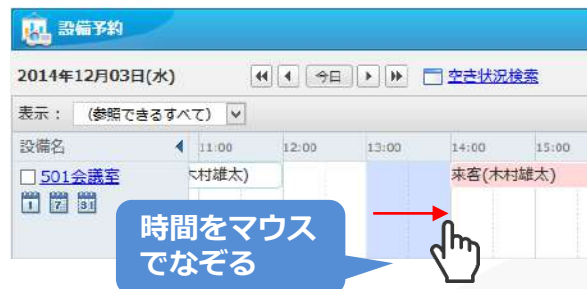 設備予約
2014年12月03日(水) 今日 空き状況検索
表示： (参照できるすべて)
設備名 11:00 12:00 13:00 14:00 15:00
501会議室 木村雄太) 来客(木村雄太)
1 7 31
時間をマウス
でなぞる